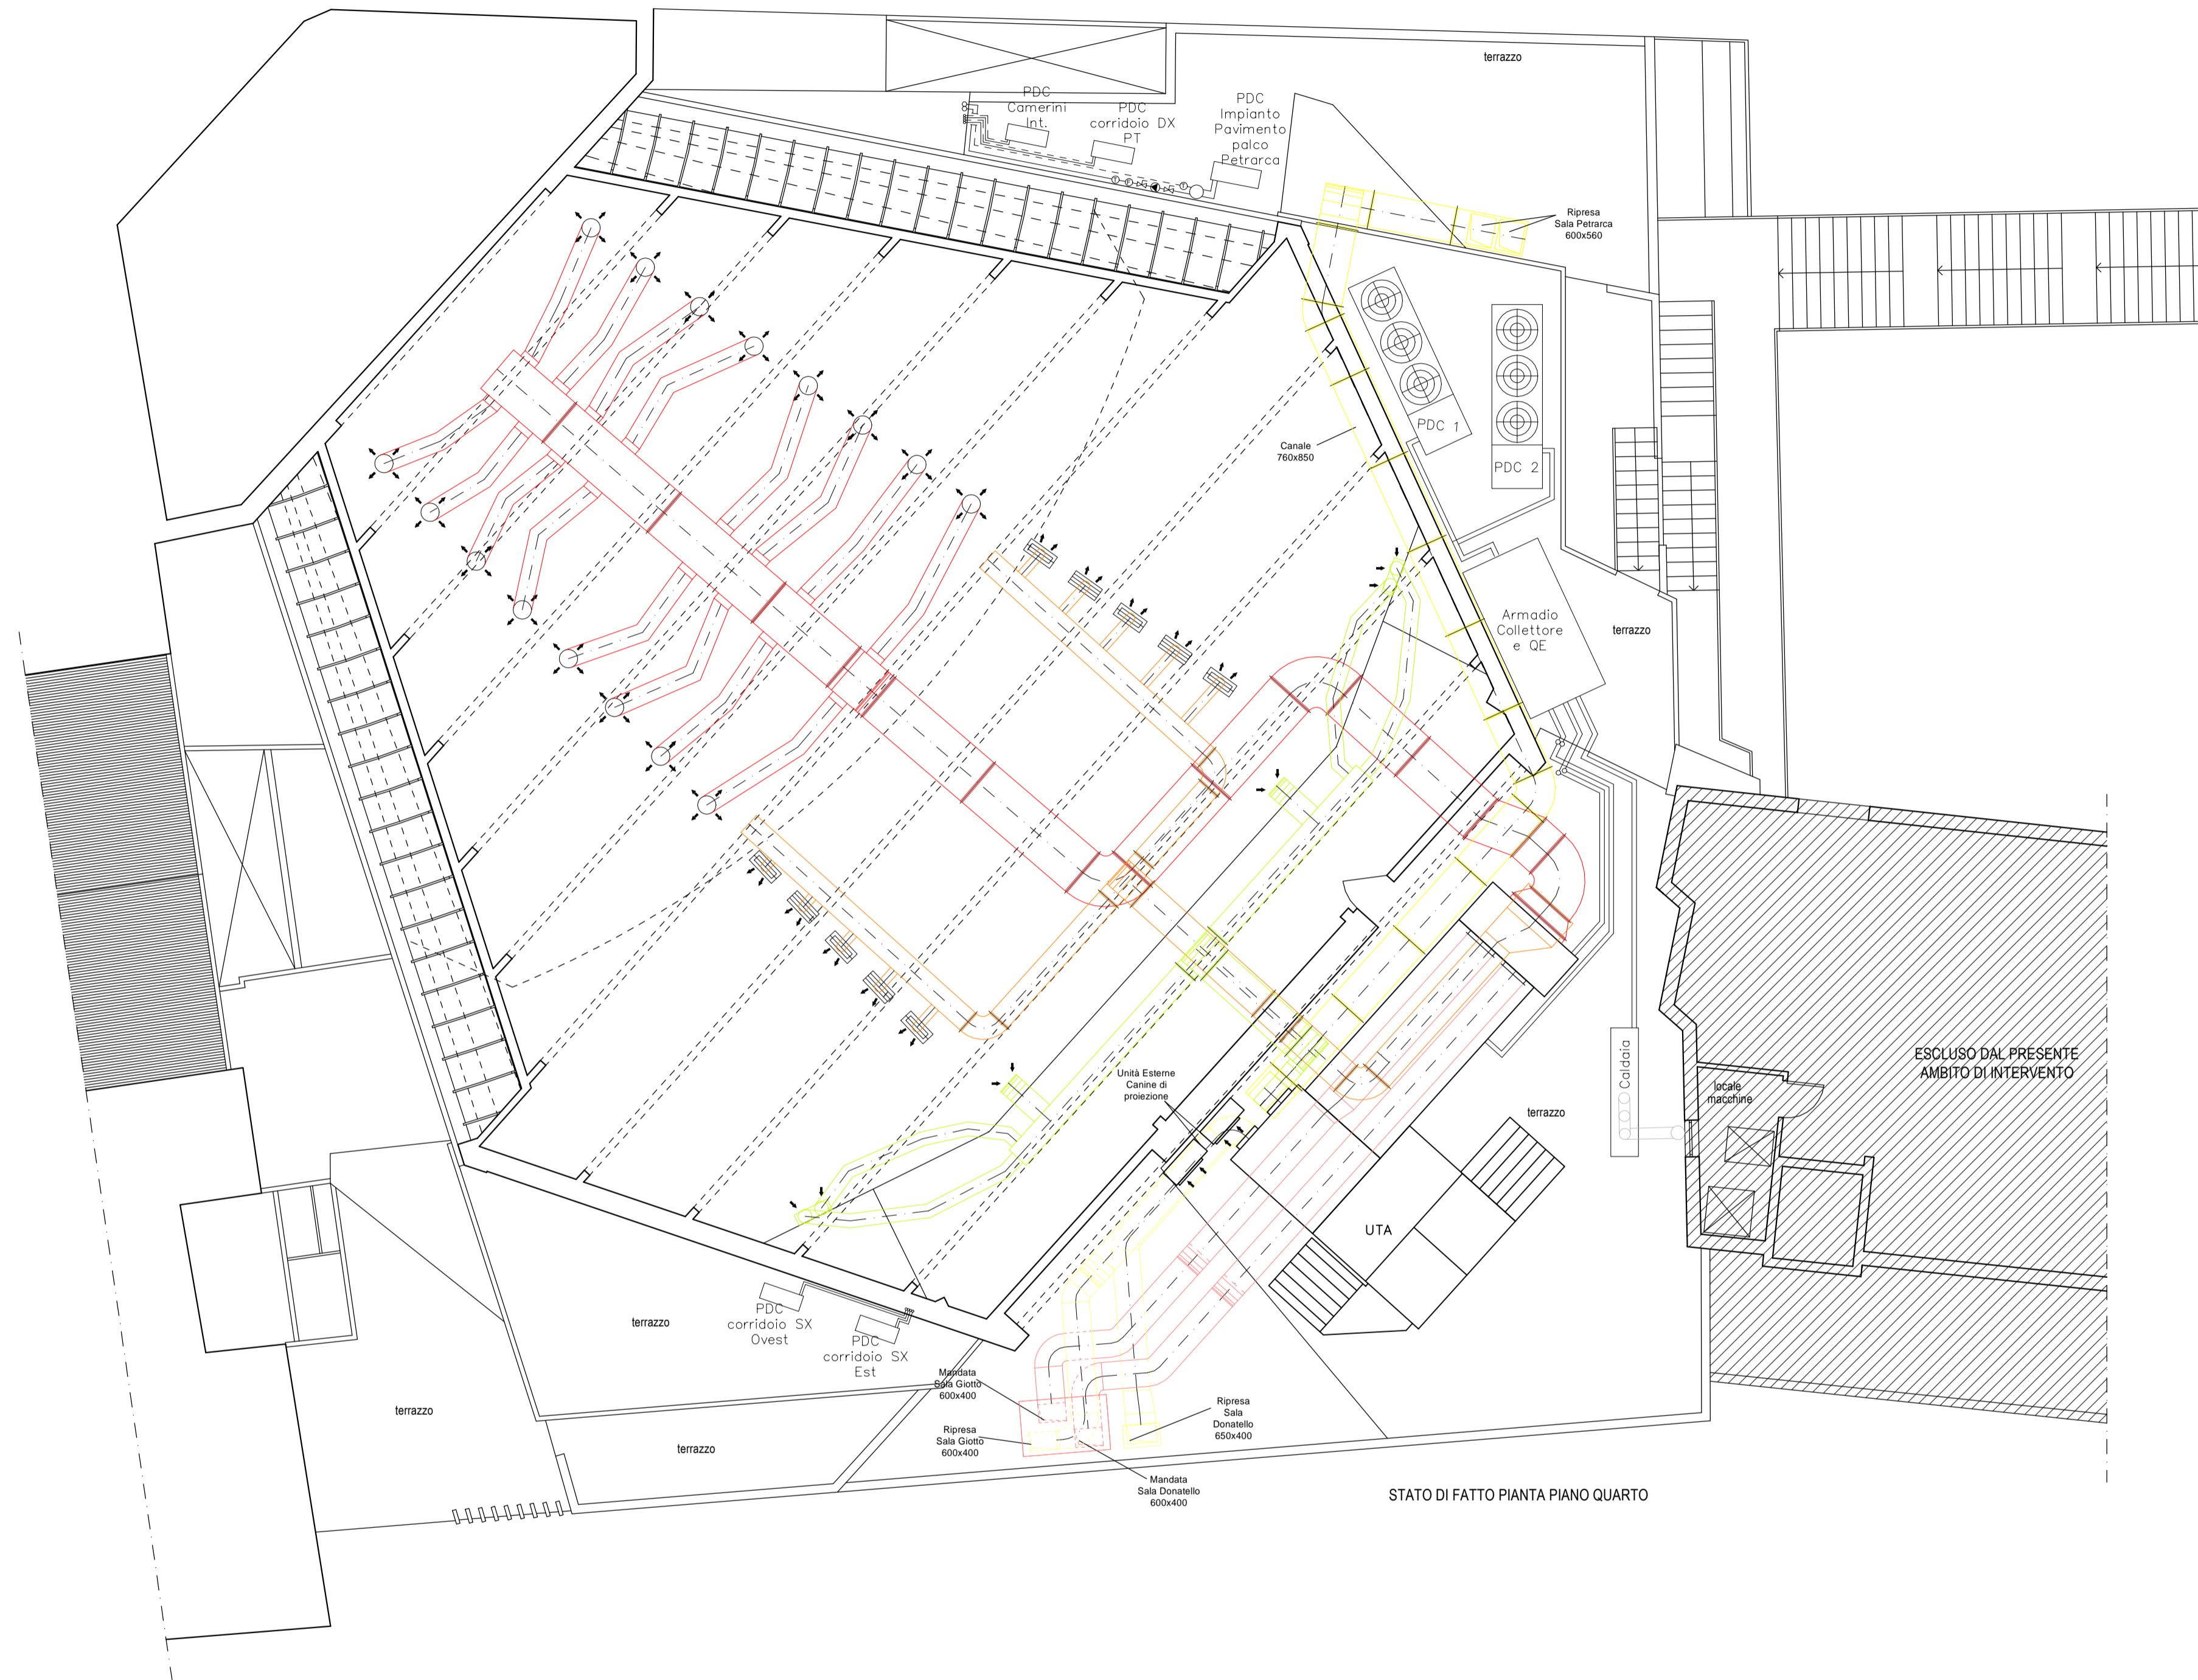 terrazzo
PDC
Camerini
Int.
PDC
corridoio DX
PT
PDC
Impianto
Pavimento
palco
Petrarca
Ripresa
Sala Petrarca
600x560
PDC 1
PDC 2
Canale
760x850
Armadio
Collettore
e QE
terrazzo
ESCLUSO DAL PRESENTE
AMBITO DI INTERVENTO
locale
macchine
Caldaia
Unità Esterne
Canine di
proiezione
terrazzo
UTA
PDC
corridoio SX
Ovest
PDC
corridoio SX
Est
terrazzo
terrazzo
terrazzo
Mandata
Sala Giotto
600x400
Ripresa
Sala Giotto
600x400
Ripresa
Sala
Donatello
650x400
Mandata
Sala Donatello
600x400
STATO DI FATTO PIANTA PIANO QUARTO